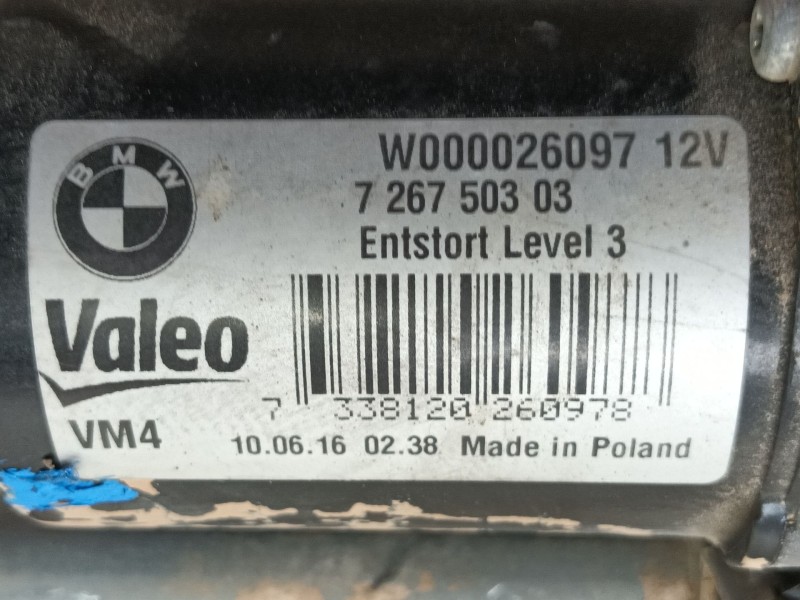 BMW
W000026097 12V
7 267 503 03
Entstort Level 3
Valeo
7 338120 260978
VM4
10.06.16 02.38 Made in Poland